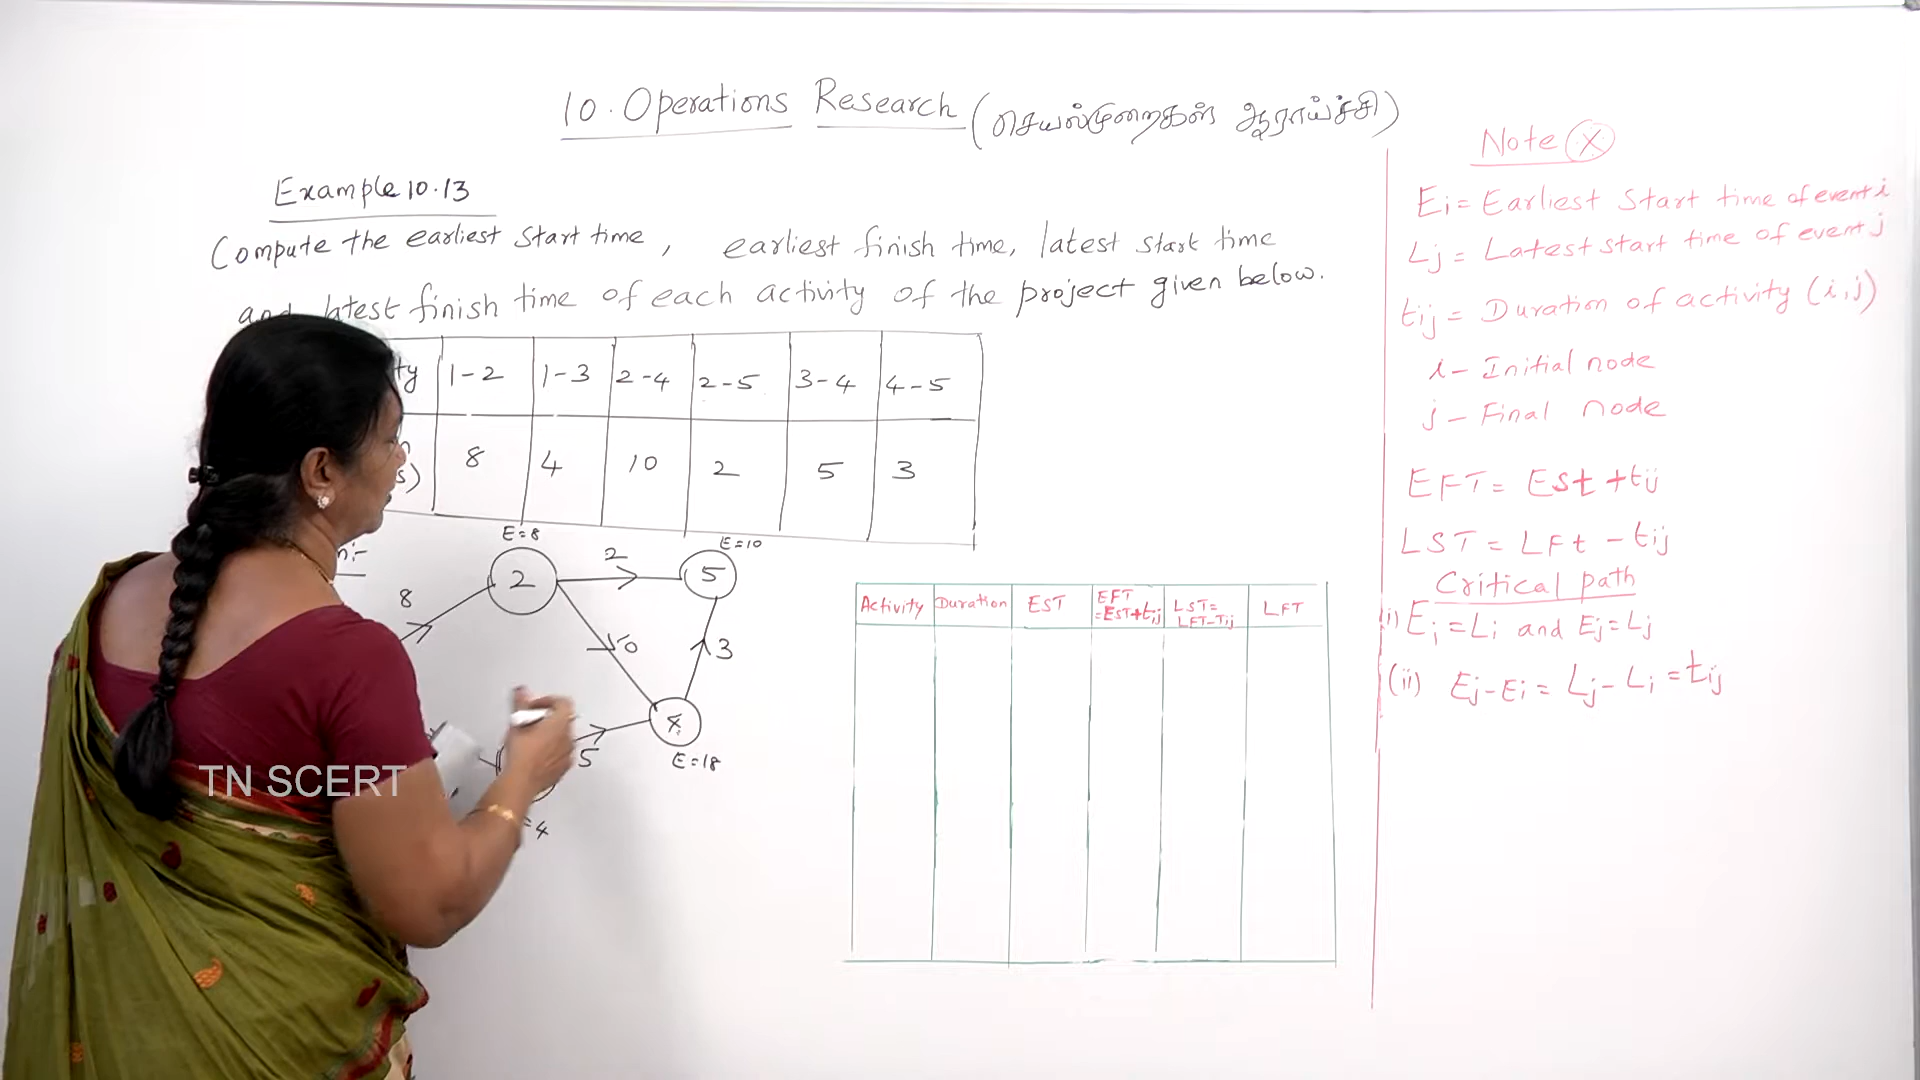 10. Operations Research (செயல்முறைகள் ஆராய்ச்சி)
Example 10.13
Compute the earliest start time, earliest finish time, latest start time
and latest finish time of each activity of the project given below.
ty 1-2 1-3 2-4 2-5 3-4 4-5
s) 8 4 10 2 5 3
n:-
E=8
2
E=10
8
2
5
10
3
5
4
E=18
=4
Activity Duration EST EFT =EST+tij LST= LFT-Tij LFT
Note (X)
Ei = Earliest start time of event i
Lj = Latest start time of event j
tij = Duration of activity (i,j)
i - Initial node
j - Final node
EFT = Est + tij
LST = LFt - tij
Critical path
i) Ei = Li and Ej = Lj
(ii) Ej - Ei = Lj - Li = tij
TN SCERT